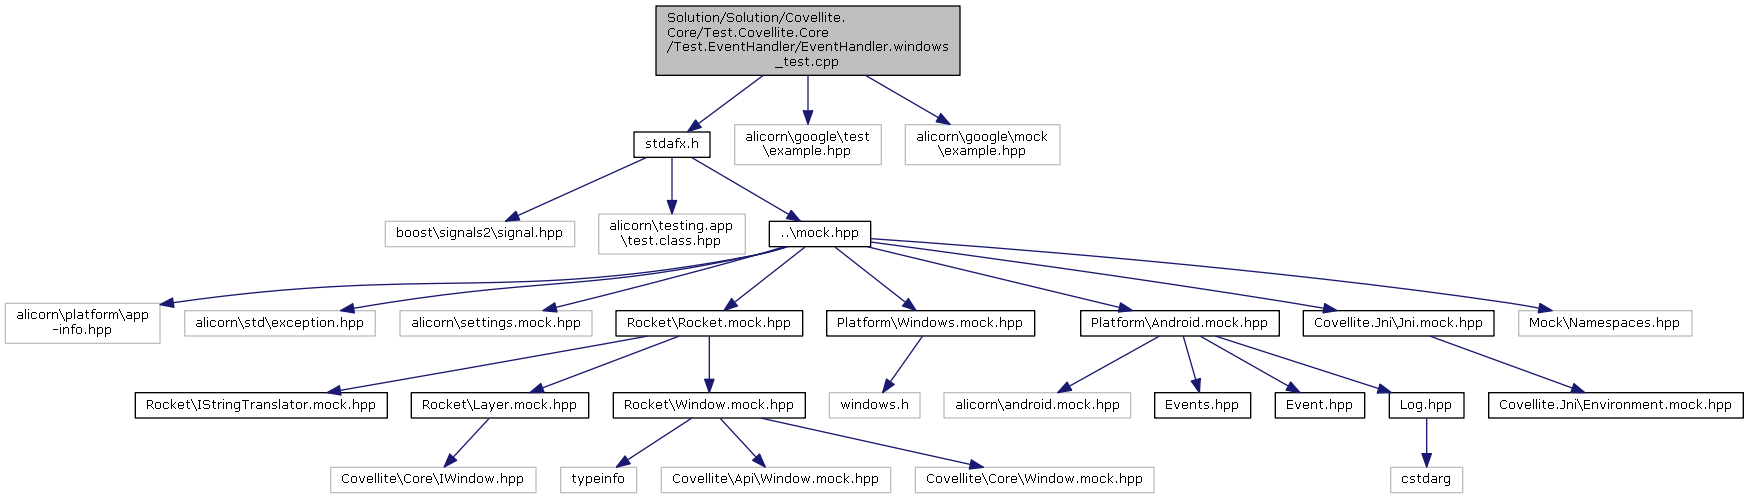 Solution/Solution/Covellite.
Core/Test.Covellite.Core
/Test.EventHandler/EventHandler.windows
_test.cpp
stdafx.h
alicorn\google\test
\example.hpp
alicorn\google\mock
\example.hpp
boost\signals2\signal.hpp
alicorn\testing.app
\test.class.hpp
..\mock.hpp
alicorn\platform\app
-info.hpp
alicorn\std\exception.hpp
alicorn\settings.mock.hpp
Rocket\Rocket.mock.hpp
Platform\Windows.mock.hpp
Platform\Android.mock.hpp
Covellite.Jni\Jni.mock.hpp
Mock\Namespaces.hpp
Rocket\IStringTranslator.mock.hpp
Rocket\Layer.mock.hpp
Rocket\Window.mock.hpp
windows.h
alicorn\android.mock.hpp
Events.hpp
Event.hpp
Log.hpp
Covellite.Jni\Environment.mock.hpp
Covellite\Core\IWindow.hpp
typeinfo
Covellite\Api\Window.mock.hpp
Covellite\Core\Window.mock.hpp
cstdarg